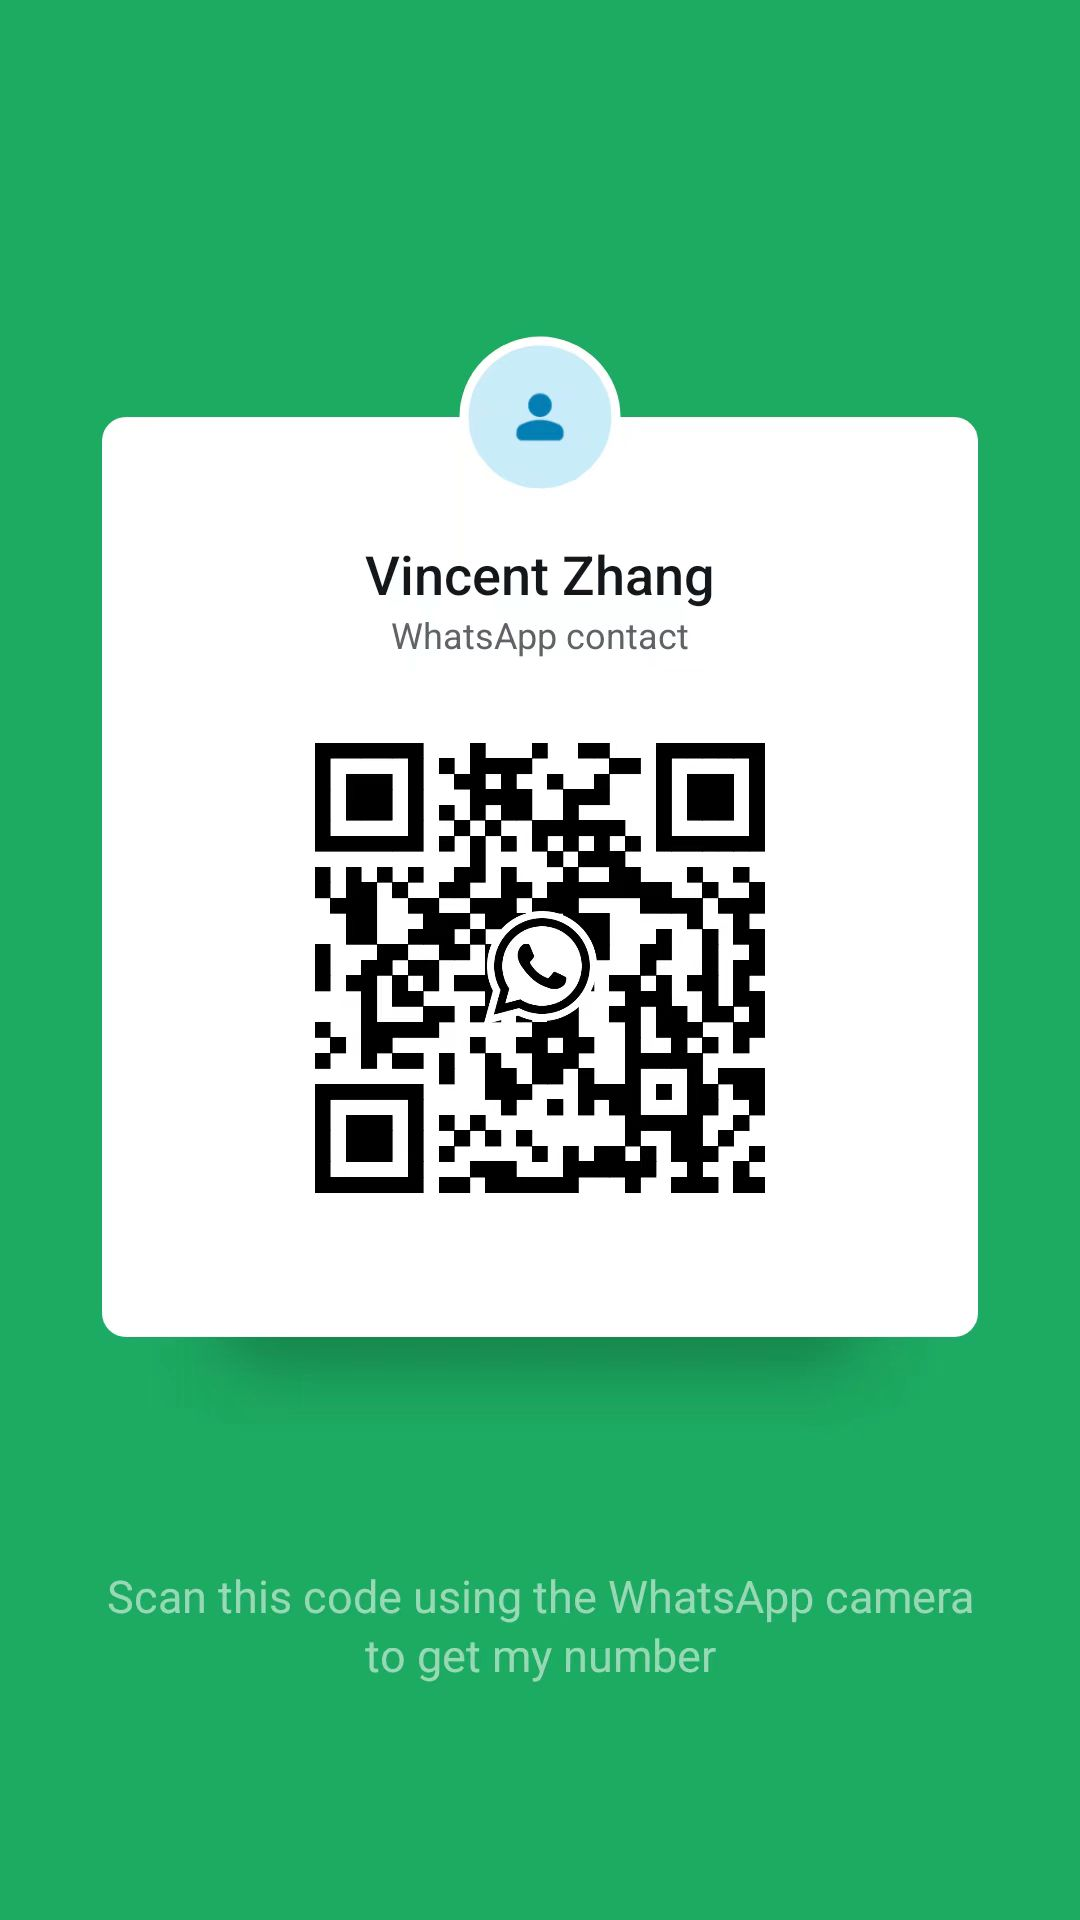 Vincent Zhang
WhatsApp contact
Scan this code using the WhatsApp camera
to get my number